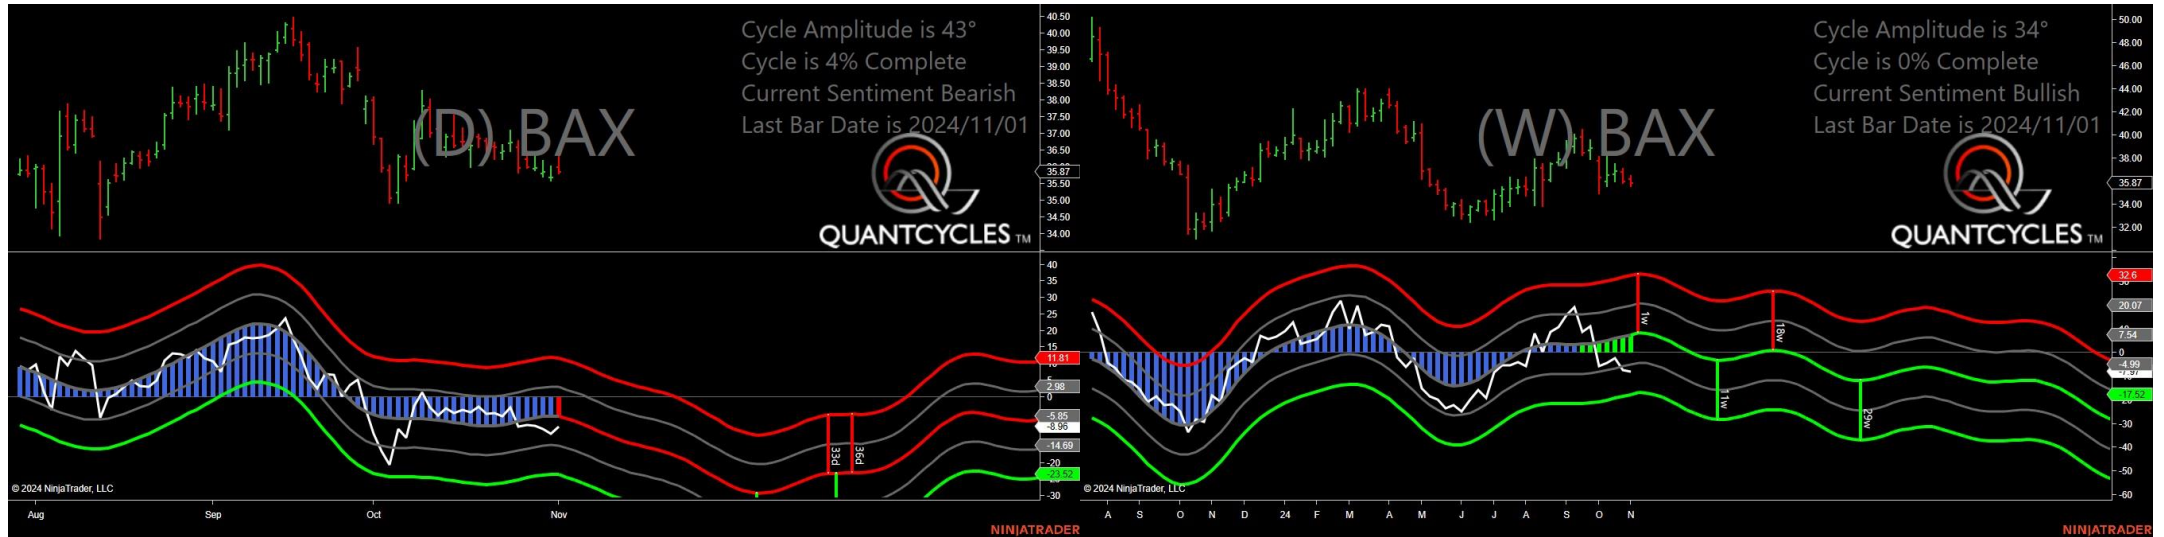 Cycle Amplitude is 43°
Cycle is 4% Complete
Current Sentiment Bearish
Last Bar Date is 2024/11/01
(D) BAX
QUANTCYCLES TM
40.50
40.00
39.50
39.00
38.50
38.00
37.50
37.00
36.50
35.87
35.50
35.00
34.50
34.00
40
35
30
25
20
15
11.81
2.98
0
-5.85
-8.96
-14.69
-20
-23.52
-30
33d
36d
© 2024 NinjaTrader, LLC
Aug Sep Oct Nov
NINJATRADER
Cycle Amplitude is 34°
Cycle is 0% Complete
Current Sentiment Bullish
Last Bar Date is 2024/11/01
(W) BAX
QUANTCYCLES TM
50.00
48.00
46.00
44.00
42.00
40.00
38.00
35.87
34.00
32.00
32.6
20.07
7.54
0
-4.99
-7.97
-17.52
-30
-40
-50
-60
1w
11w
18w
29w
© 2024 NinjaTrader, LLC
A S O N D 24 F M A M J J A S O N
NINJATRADER